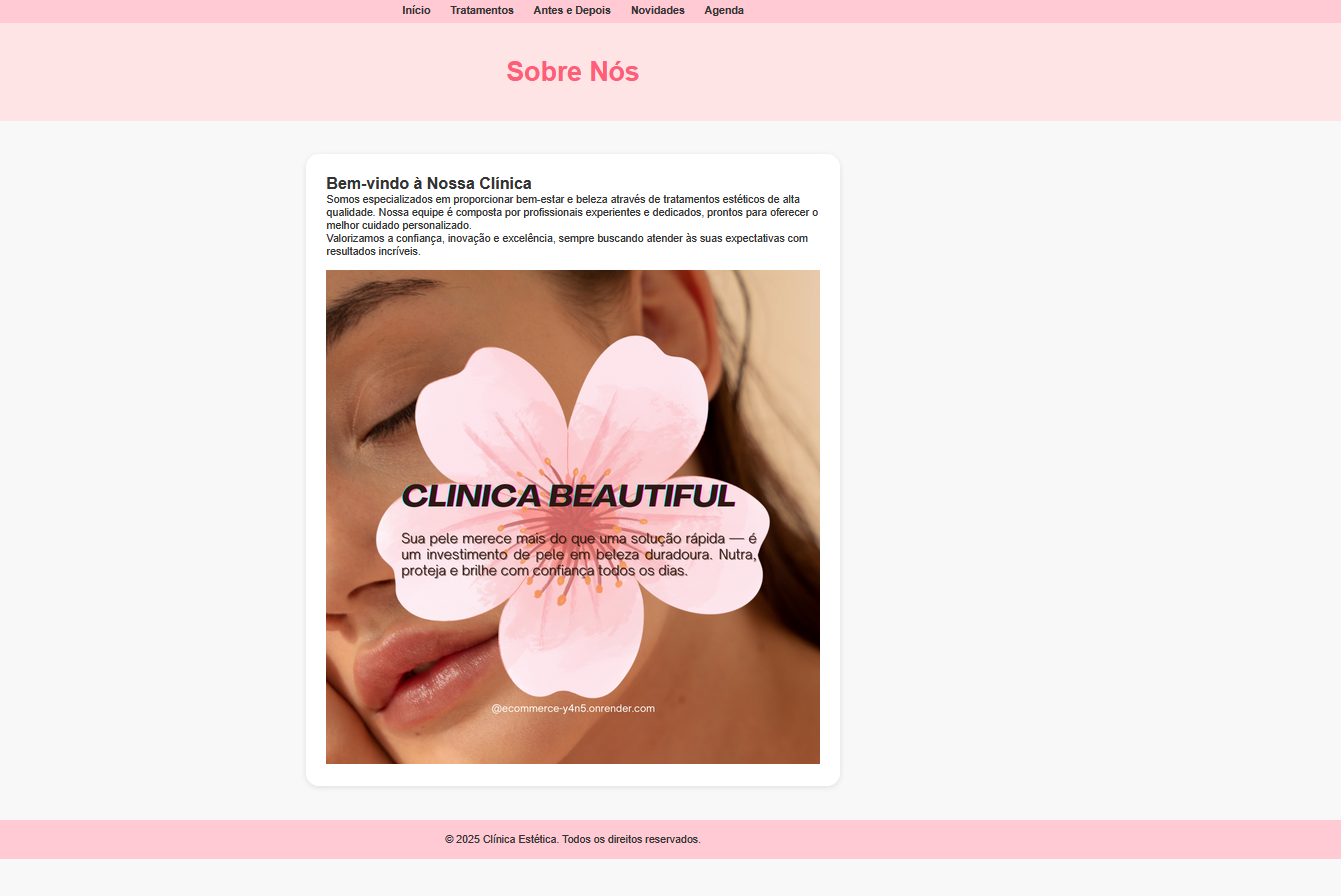 Início Tratamentos Antes e Depois Novidades Agenda
Sobre Nós
Bem-vindo à Nossa Clínica
Somos especializados em proporcionar bem-estar e beleza através de tratamentos estéticos de alta
qualidade. Nossa equipe é composta por profissionais experientes e dedicados, prontos para oferecer o
melhor cuidado personalizado.
Valorizamos a confiança, inovação e excelência, sempre buscando atender às suas expectativas com
resultados incríveis.
CLINICA BEAUTIFUL
Sua pele merece mais do que uma solução rápida — é
um investimento de pele em beleza duradoura. Nutra,
proteja e brilhe com confiança todos os dias.
@ecommerce-y4n5.onrender.com
© 2025 Clínica Estética. Todos os direitos reservados.